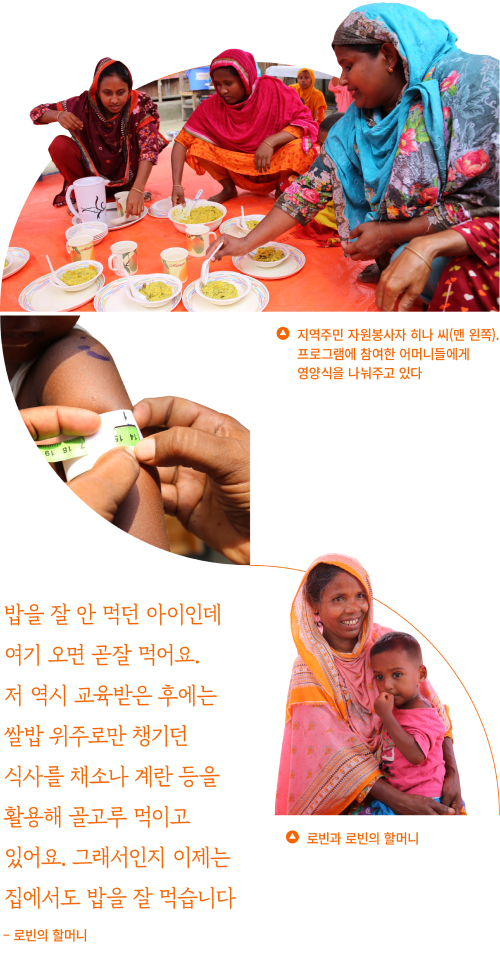 지역주민 자원봉사자 히나 씨(맨 왼쪽).
프로그램에 참여한 어머니들에게
영양식을 나눠주고 있다
14
15
16
7
16
18
19
밥을 잘 안 먹던 아이인데
여기 오면 곧잘 먹어요.
저 역시 교육받은 후에는
쌀밥 위주로만 챙기던
식사를 채소나 계란 등을
활용해 골고루 먹이고
있어요. 그래서인지 이제는
집에서도 밥을 잘 먹습니다
- 로빈의 할머니
로빈과 로빈의 할머니